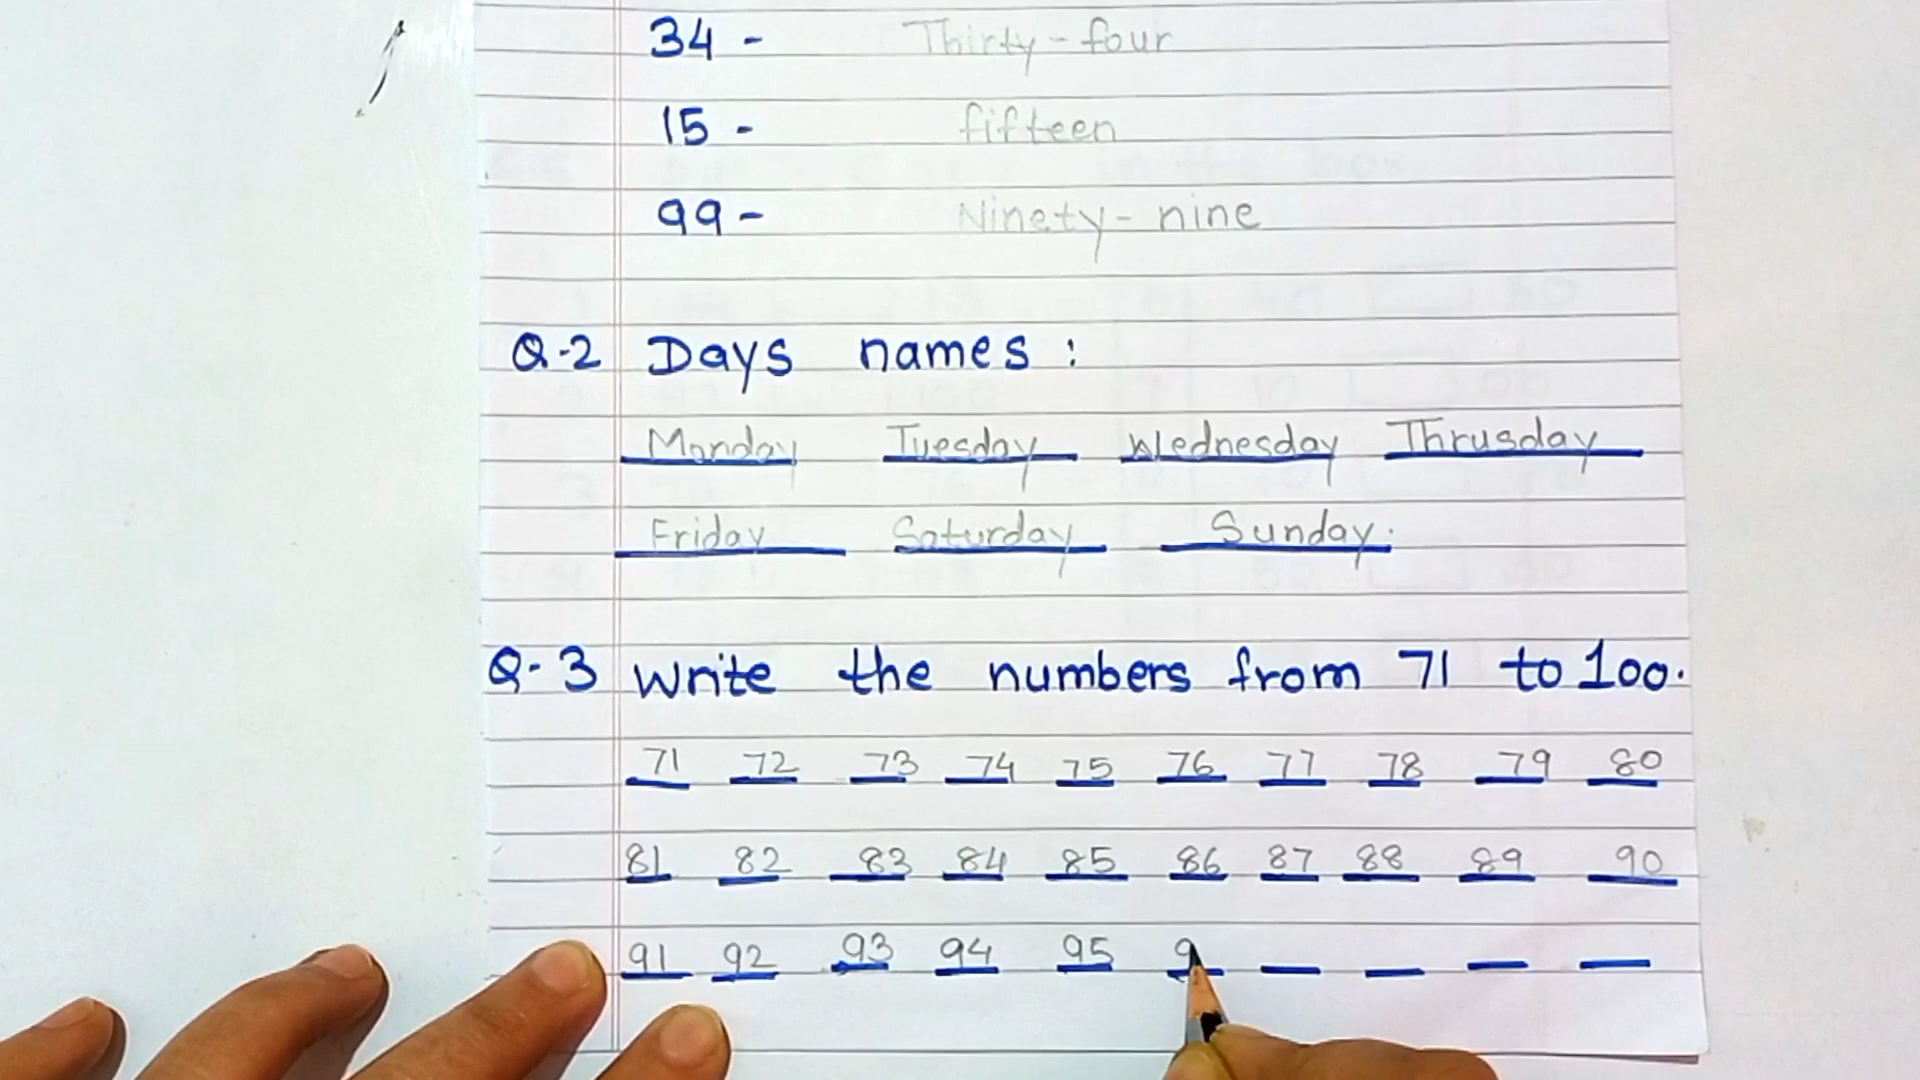 34 - Thirty-four
15 - fifteen
99 - Ninety-nine
Q-2 Days names :
Monday Tuesday Wednesday Thrusday
Friday Saturday Sunday.
Q-3 Write the numbers from 71 to 100.
71 72 73 74 75 76 77 78 79 80
81 82 83 84 85 86 87 88 89 90
91 92 93 94 95 9